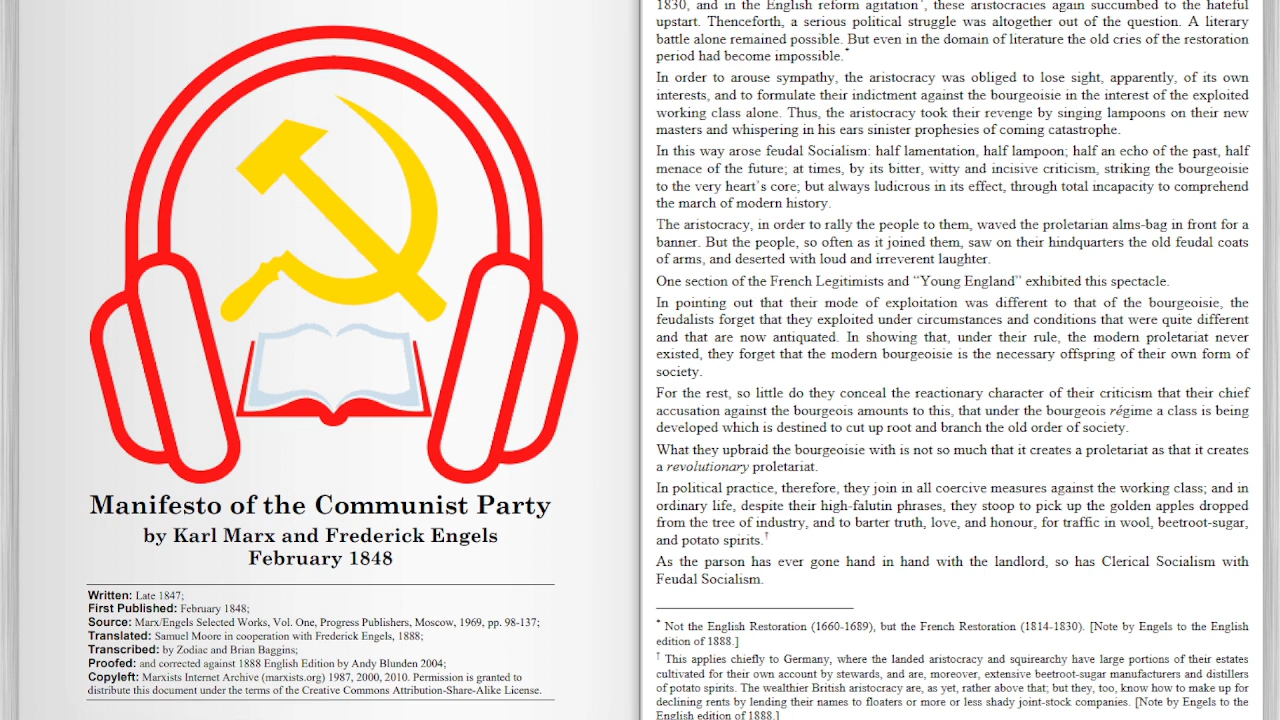 Manifesto of the Communist Party
by Karl Marx and Frederick Engels
February 1848
Written: Late 1847;
First Published: February 1848;
Source: Marx/Engels Selected Works, Vol. One, Progress Publishers, Moscow, 1969, pp. 98-137;
Translated: Samuel Moore in cooperation with Frederick Engels, 1888;
Transcribed: by Zodiac and Brian Baggins;
Proofed: and corrected against 1888 English Edition by Andy Blunden 2004;
Copyleft: Marxists Internet Archive (marxists.org) 1987, 2000, 2010. Permission is granted to
distribute this document under the terms of the Creative Commons Attribution-Share-Alike License.
1830, and in the English reform agitation†, these aristocracies again succumbed to the hateful
upstart. Thenceforth, a serious political struggle was altogether out of the question. A literary
battle alone remained possible. But even in the domain of literature the old cries of the restoration
period had become impossible.*
In order to arouse sympathy, the aristocracy was obliged to lose sight, apparently, of its own
interests, and to formulate their indictment against the bourgeoisie in the interest of the exploited
working class alone. Thus, the aristocracy took their revenge by singing lampoons on their new
masters and whispering in his ears sinister prophesies of coming catastrophe.
In this way arose feudal Socialism: half lamentation, half lampoon; half an echo of the past, half
menace of the future; at times, by its bitter, witty and incisive criticism, striking the bourgeoisie
to the very heart's core; but always ludicrous in its effect, through total incapacity to comprehend
the march of modern history.
The aristocracy, in order to rally the people to them, waved the proletarian alms-bag in front for a
banner. But the people, so often as it joined them, saw on their hindquarters the old feudal coats
of arms, and deserted with loud and irreverent laughter.
One section of the French Legitimists and “Young England” exhibited this spectacle.
In pointing out that their mode of exploitation was different to that of the bourgeoisie, the
feudalists forget that they exploited under circumstances and conditions that were quite different
and that are now antiquated. In showing that, under their rule, the modern proletariat never
existed, they forget that the modern bourgeoisie is the necessary offspring of their own form of
society.
For the rest, so little do they conceal the reactionary character of their criticism that their chief
accusation against the bourgeois amounts to this, that under the bourgeois régime a class is being
developed which is destined to cut up root and branch the old order of society.
What they upbraid the bourgeoisie with is not so much that it creates a proletariat as that it creates
a revolutionary proletariat.
In political practice, therefore, they join in all coercive measures against the working class; and in
ordinary life, despite their high-falutin phrases, they stoop to pick up the golden apples dropped
from the tree of industry, and to barter truth, love, and honour, for traffic in wool, beetroot-sugar,
and potato spirits.†
As the parson has ever gone hand in hand with the landlord, so has Clerical Socialism with
Feudal Socialism.
* Not the English Restoration (1660-1689), but the French Restoration (1814-1830). [Note by Engels to the English
edition of 1888.]
† This applies chiefly to Germany, where the landed aristocracy and squirearchy have large portions of their estates
cultivated for their own account by stewards, and are, moreover, extensive beetroot-sugar manufacturers and distillers
of potato spirits. The wealthier British aristocracy are, as yet, rather above that; but they, too, know how to make up for
declining rents by lending their names to floaters or more or less shady joint-stock companies. [Note by Engels to the
English edition of 1888.]